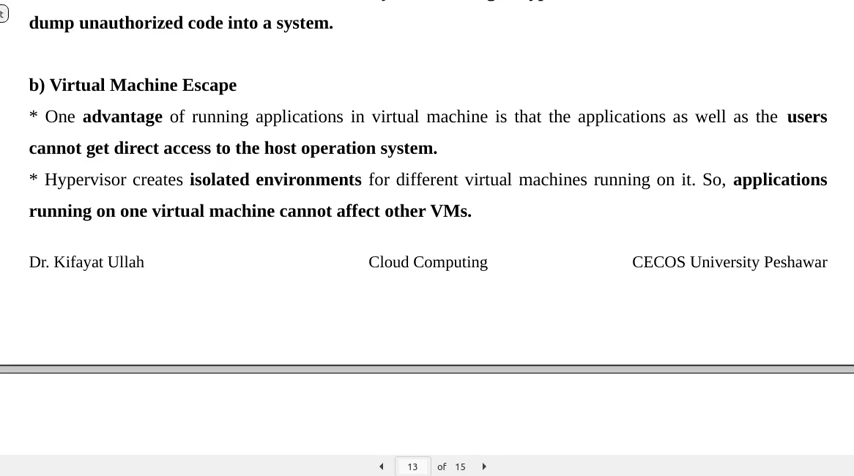 dump unauthorized code into a system.
b) Virtual Machine Escape
* One advantage of running applications in virtual machine is that the applications as well as the users
cannot get direct access to the host operation system.
* Hypervisor creates isolated environments for different virtual machines running on it. So, applications
running on one virtual machine cannot affect other VMs.
Dr. Kifayat Ullah Cloud Computing CECOS University Peshawar
13 of 15